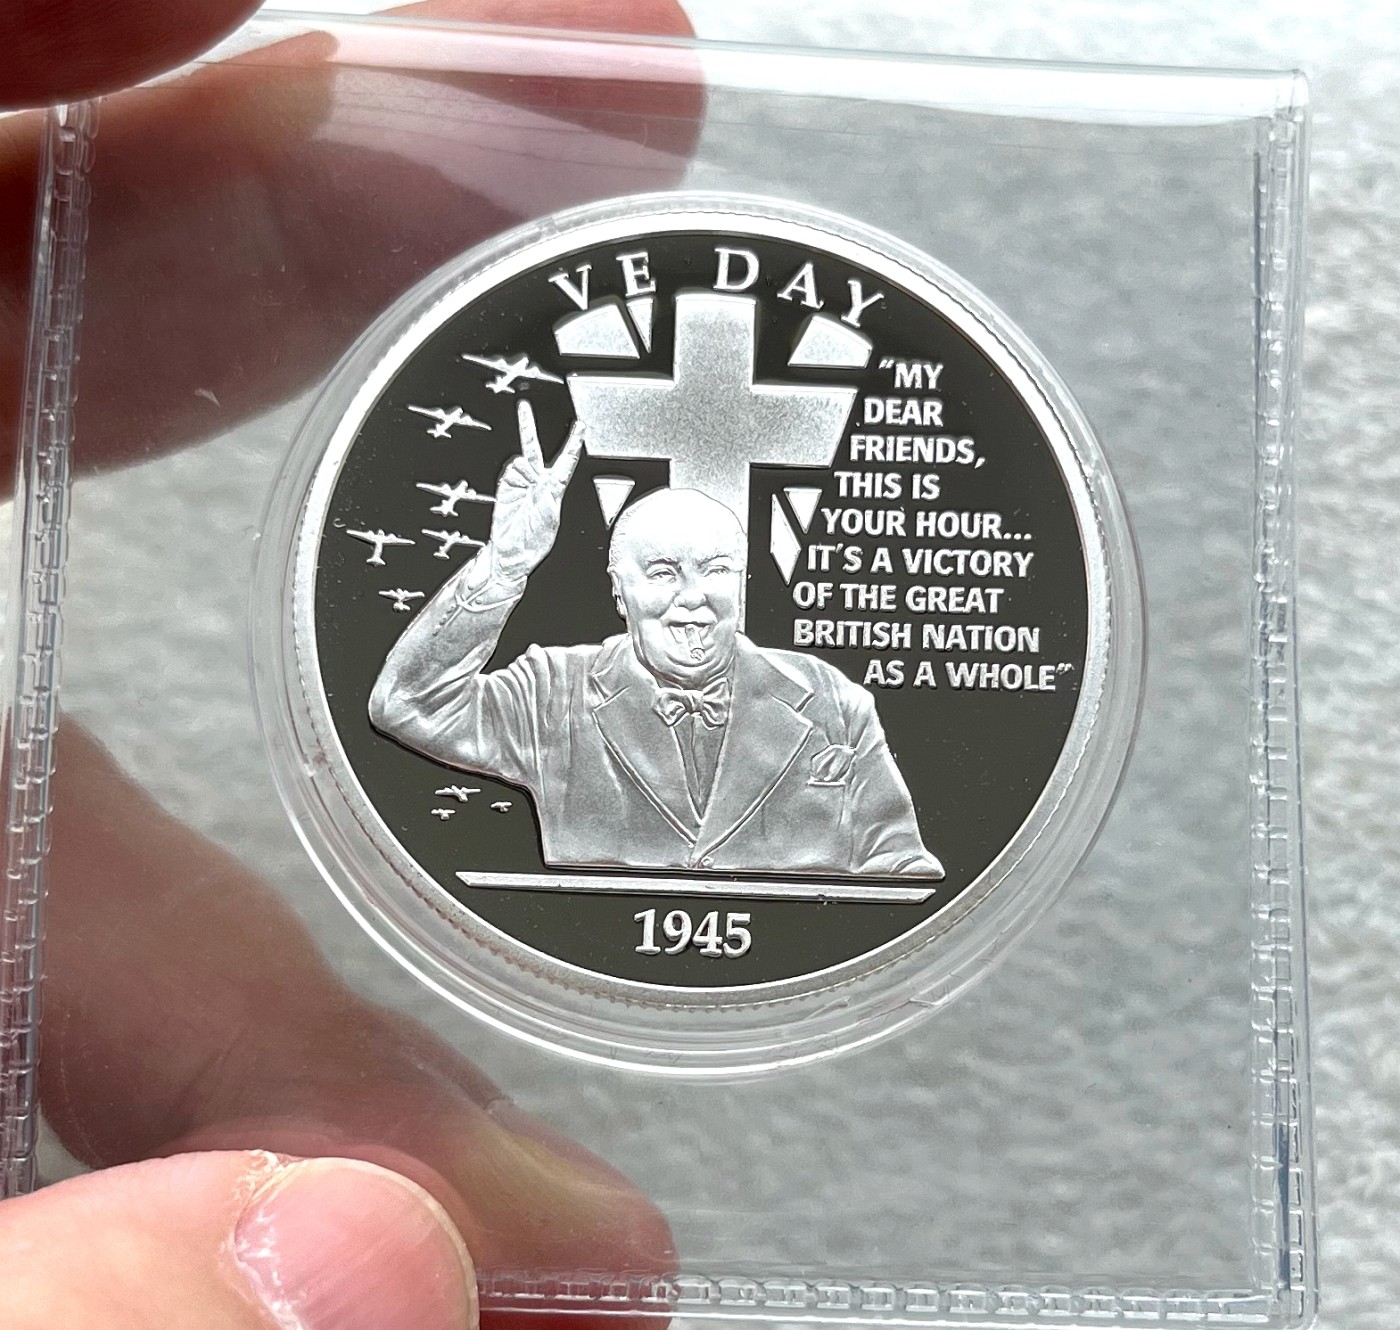 VE DAY
“MY
DEAR
FRIENDS,
THIS IS
YOUR HOUR...
IT'S A VICTORY
OF THE GREAT
BRITISH NATION
AS A WHOLE”
1945